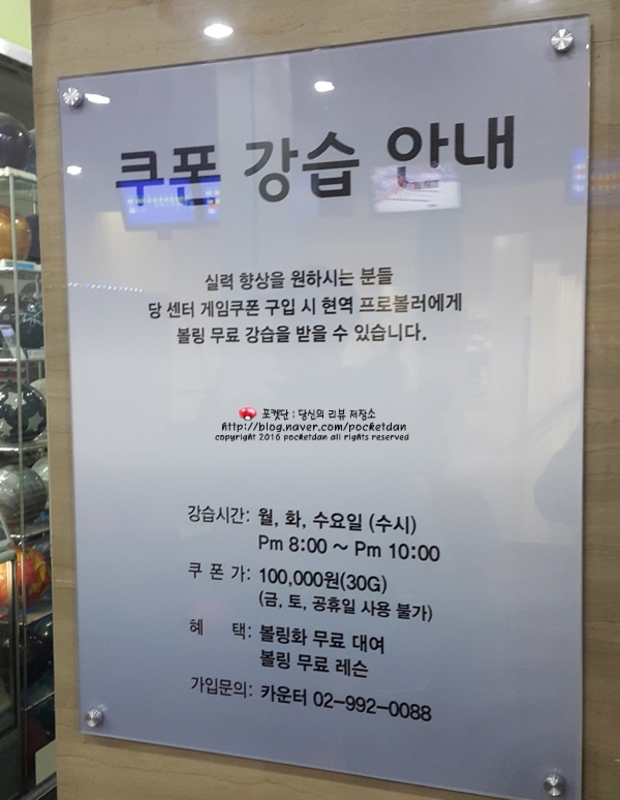 쿠폰 강습 안내
실력 향상을 원하시는 분들
당 센터 게임쿠폰 구입 시 현역 프로볼러에게
볼링 무료 강습을 받을 수 있습니다.
포켓단 : 당신의 리뷰 저장소
http://blog.naver.com/pocketdan
copyright 2016 pocketdan all rights reserved
강습시간: 월, 화, 수요일 (수시)
Pm 8:00 ~ Pm 10:00
쿠 폰 가: 100,000원(30G)
(금, 토, 공휴일 사용 불가)
혜 택: 볼링화 무료 대여
볼링 무료 레슨
가입문의: 카운터 02-992-0088